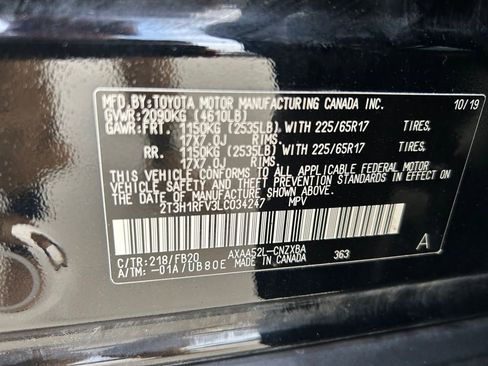 MFD. BY: TOYOTA MOTOR MANUFACTURING CANADA INC. 10/19
GVWR: 2090KG (4610LB)
GAWR: FRT. 1150KG (2535LB) WITH 225/65R17 TIRES,
17X7.0J RIMS.
RR. 1150KG (2535LB) WITH 225/65R17 TIRES,
17X7.0J RIMS.
THIS VEHICLE CONFORMS TO ALL APPLICABLE FEDERAL MOTOR
VEHICLE SAFETY AND BUMPER STANDARDS IN EFFECT ON THE
DATE OF MANUFACTURE SHOWN ABOVE.
2T3H1RFV3LC034247 MPV
C/TR: 218/FB20 AXAA52L-CNZXBA A
A/TM: -01A/UB80E MADE IN CANADA 363